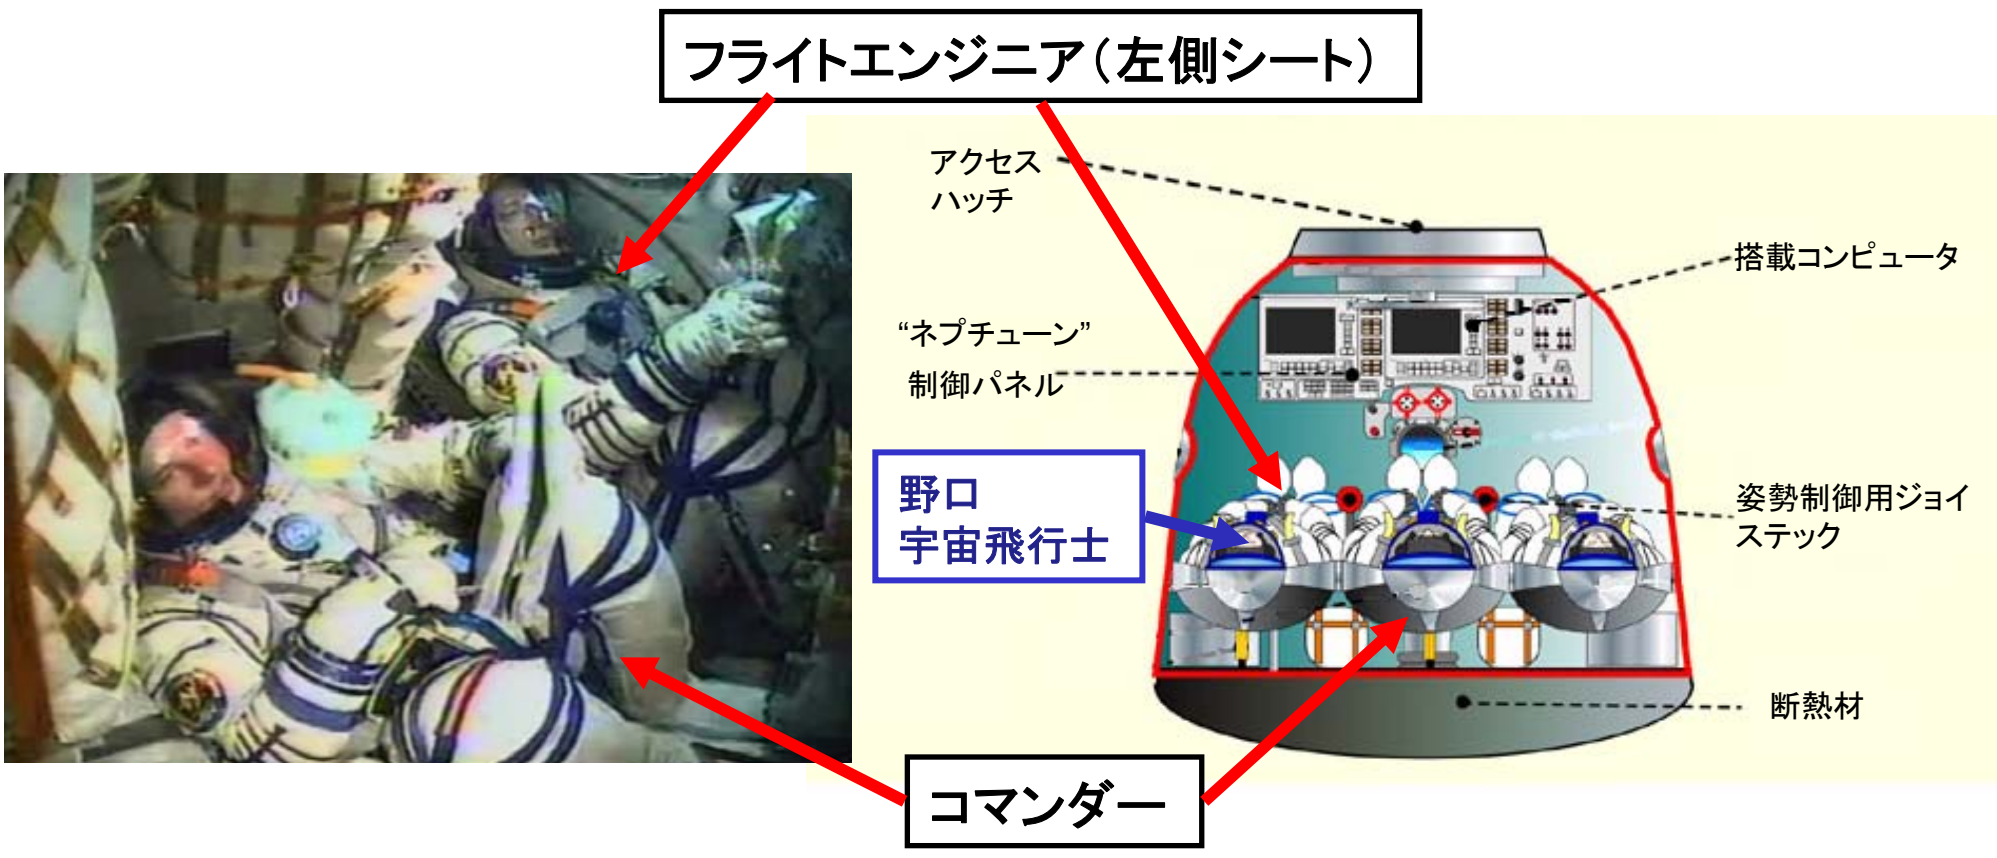 フライトエンジニア（左側シート）
アクセス
ハッチ
搭載コンピュータ
“ネプチューン”
制御パネル
野口
宇宙飛行士
姿勢制御用ジョイ
ステック
断熱材
コマンダー